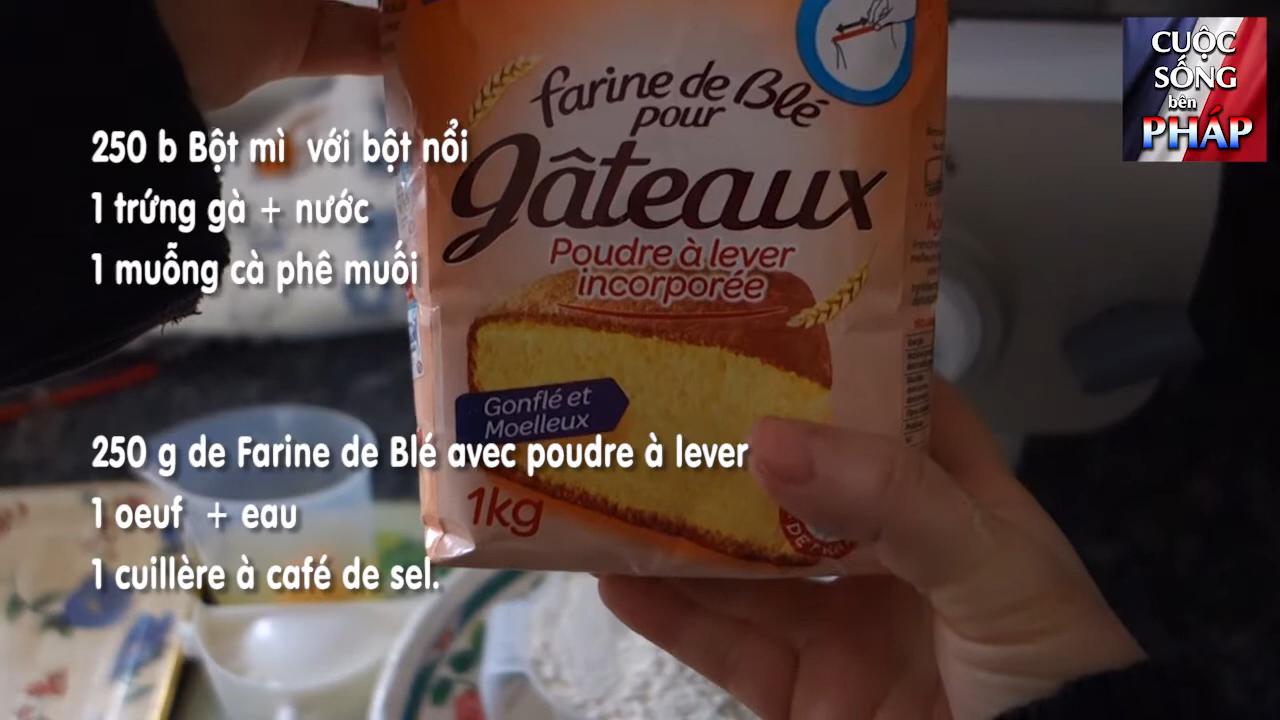 CUỘC
SỐNG
bên
PHÁP
farine de Blé
pour
gâteaux
Poudre à lever
incorporée
250 b Bột mì với bột nổi
1 trứng gà + nước
1 muỗng cà phê muối
Gonflé et
Moelleux
250 g de Farine de Blé avec poudre à lever
1 oeuf + eau
1 cuillère à café de sel.
1kg